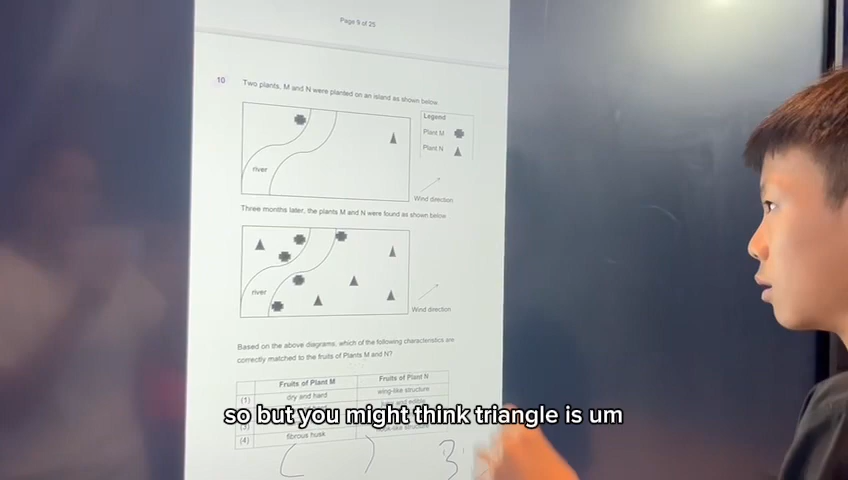 Page 5 of 25
10 Two plants, M and N were planted on an island as shown below.
Legend
Plant M
Plant N
river
Wind direction
Three months later, the plants M and N were found as shown below.
river
Wind direction
Based on the above diagrams, which of the following characteristics are
correctly matched to the fruits of Plants M and N?
Fruits of Plant M Fruits of Plant N
(1) dry and hard wing-like structure
and edible
so but you might think triangle is um
(3)
(4) fibrous husk
( ) 3